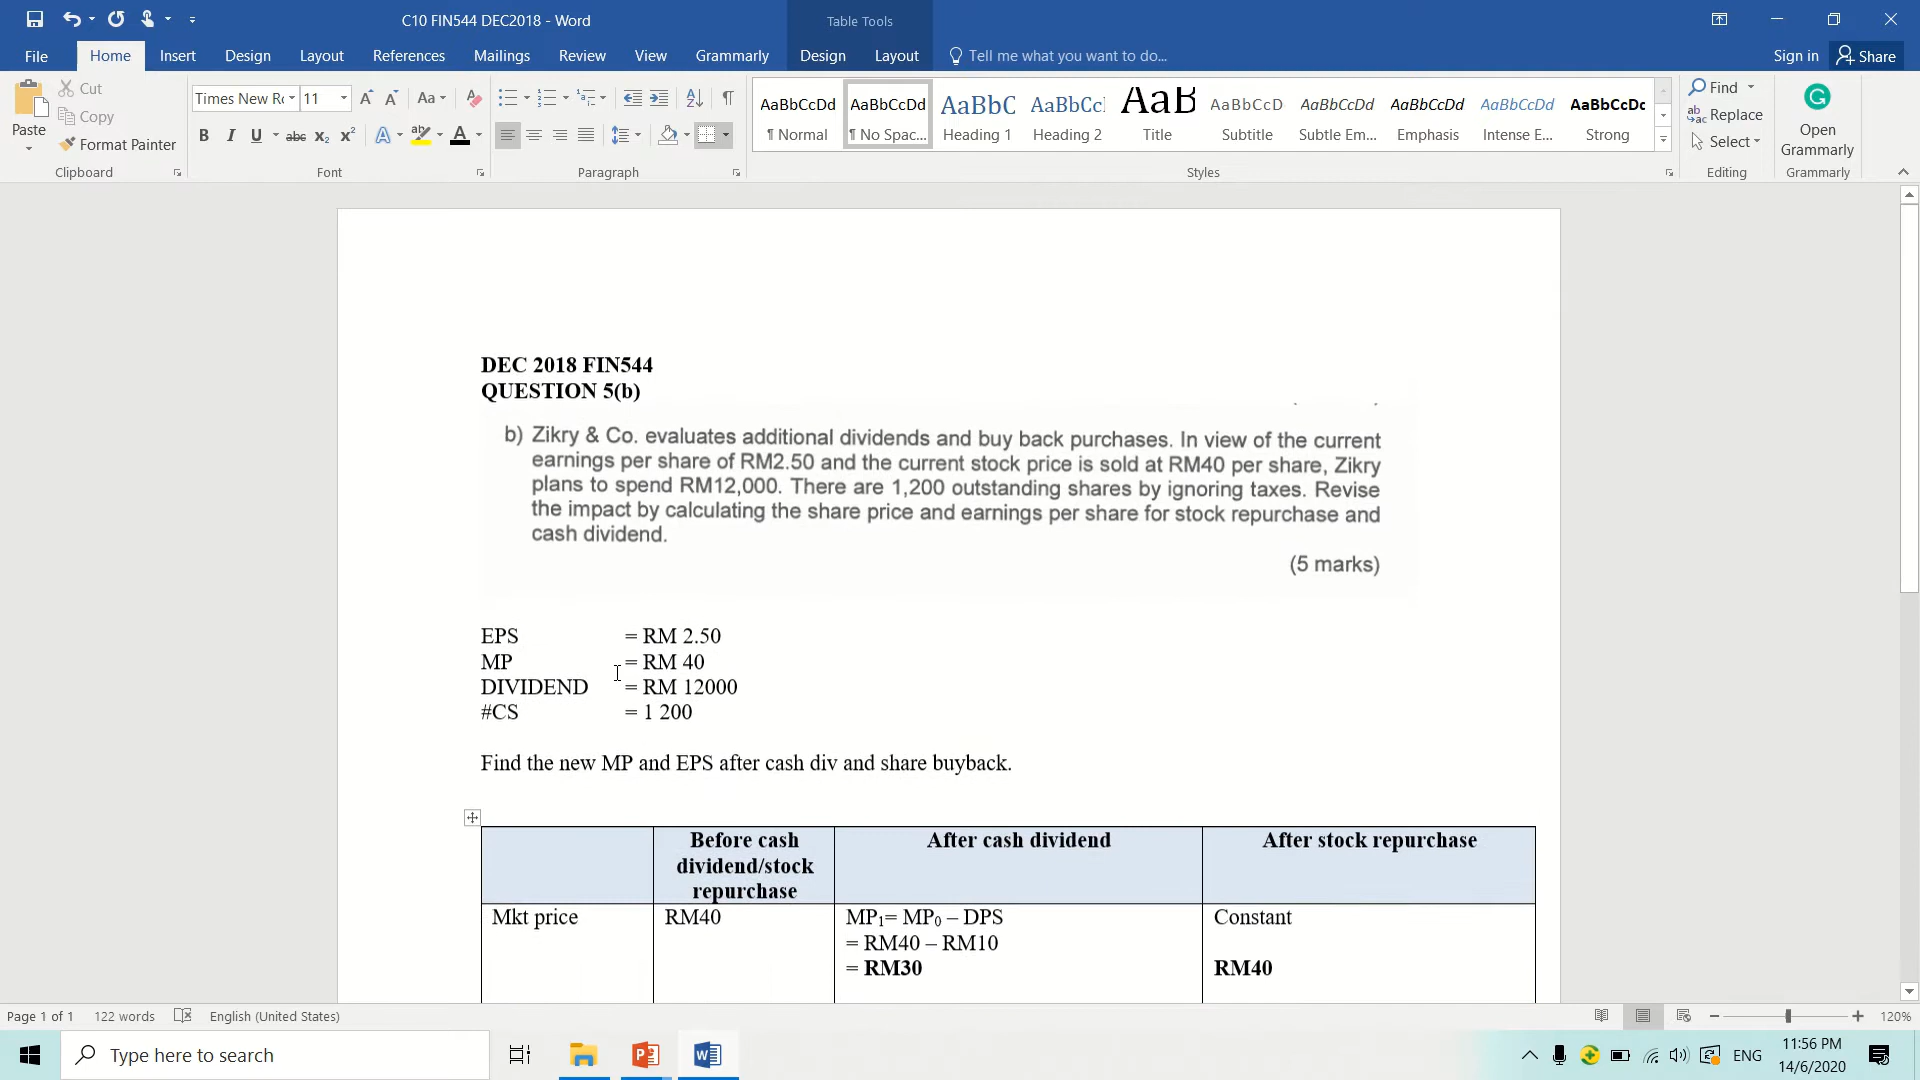 C10 FIN544 DEC2018 - Word
Table Tools
File Home Insert Design Layout References Mailings Review View Grammarly Design Layout Tell me what you want to do... Sign in Share
Paste
Cut
Copy
Format Painter
Clipboard
Times New Ro 11
Font
Paragraph
AaBbCcDd
¶ Normal
AaBbCcDd
¶ No Spac...
AaBbC
Heading 1
AaBbCc
Heading 2
AaB
Title
AaBbCcD
Subtitle
AaBbCcDd
Subtle Em...
AaBbCcDd
Emphasis
AaBbCcDd
Intense E...
AaBbCcDc
Strong
Styles
Find
Replace
Select
Editing
Open
Grammarly
Grammarly
DEC 2018 FIN544
QUESTION 5(b)
b) Zikry & Co. evaluates additional dividends and buy back purchases. In view of the current
earnings per share of RM2.50 and the current stock price is sold at RM40 per share, Zikry
plans to spend RM12,000. There are 1,200 outstanding shares by ignoring taxes. Revise
the impact by calculating the share price and earnings per share for stock repurchase and
cash dividend.
(5 marks)
EPS = RM 2.50
MP = RM 40
DIVIDEND = RM 12000
#CS = 1 200
Find the new MP and EPS after cash div and share buyback.
Before cash
dividend/stock
repurchase
After cash dividend
After stock repurchase
Mkt price
RM40
MP₁= MP₀ – DPS
= RM40 – RM10
= RM30
Constant
RM40
Page 1 of 1 122 words English (United States) 120%
Type here to search
ENG
11:56 PM
14/6/2020